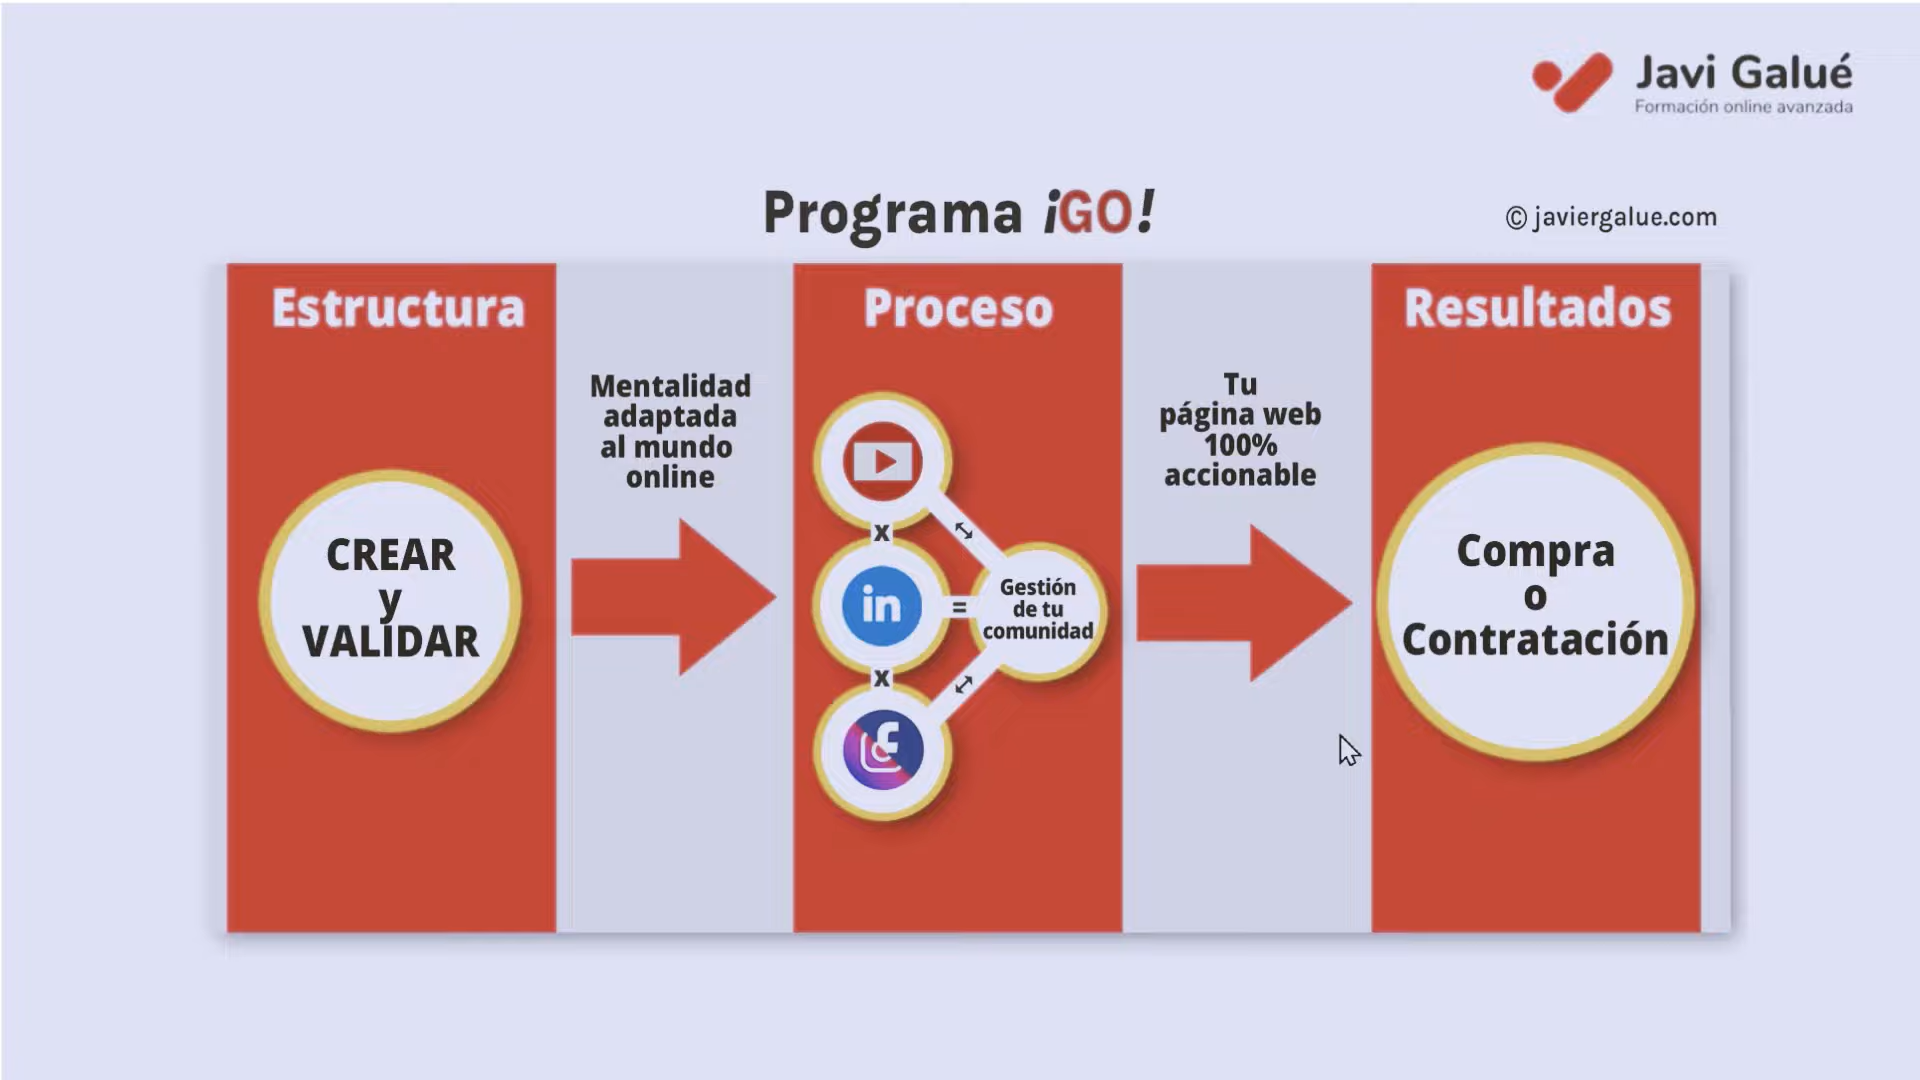 Javi Galué
Formación online avanzada
Programa ¡GO!
© javiergalue.com
Estructura
CREAR
y
VALIDAR
Mentalidad
adaptada
al mundo
online
Proceso
x
in
=
x
f
Gestión
de tu
comunidad
Tu
página web
100%
accionable
Resultados
Compra
o
Contratación